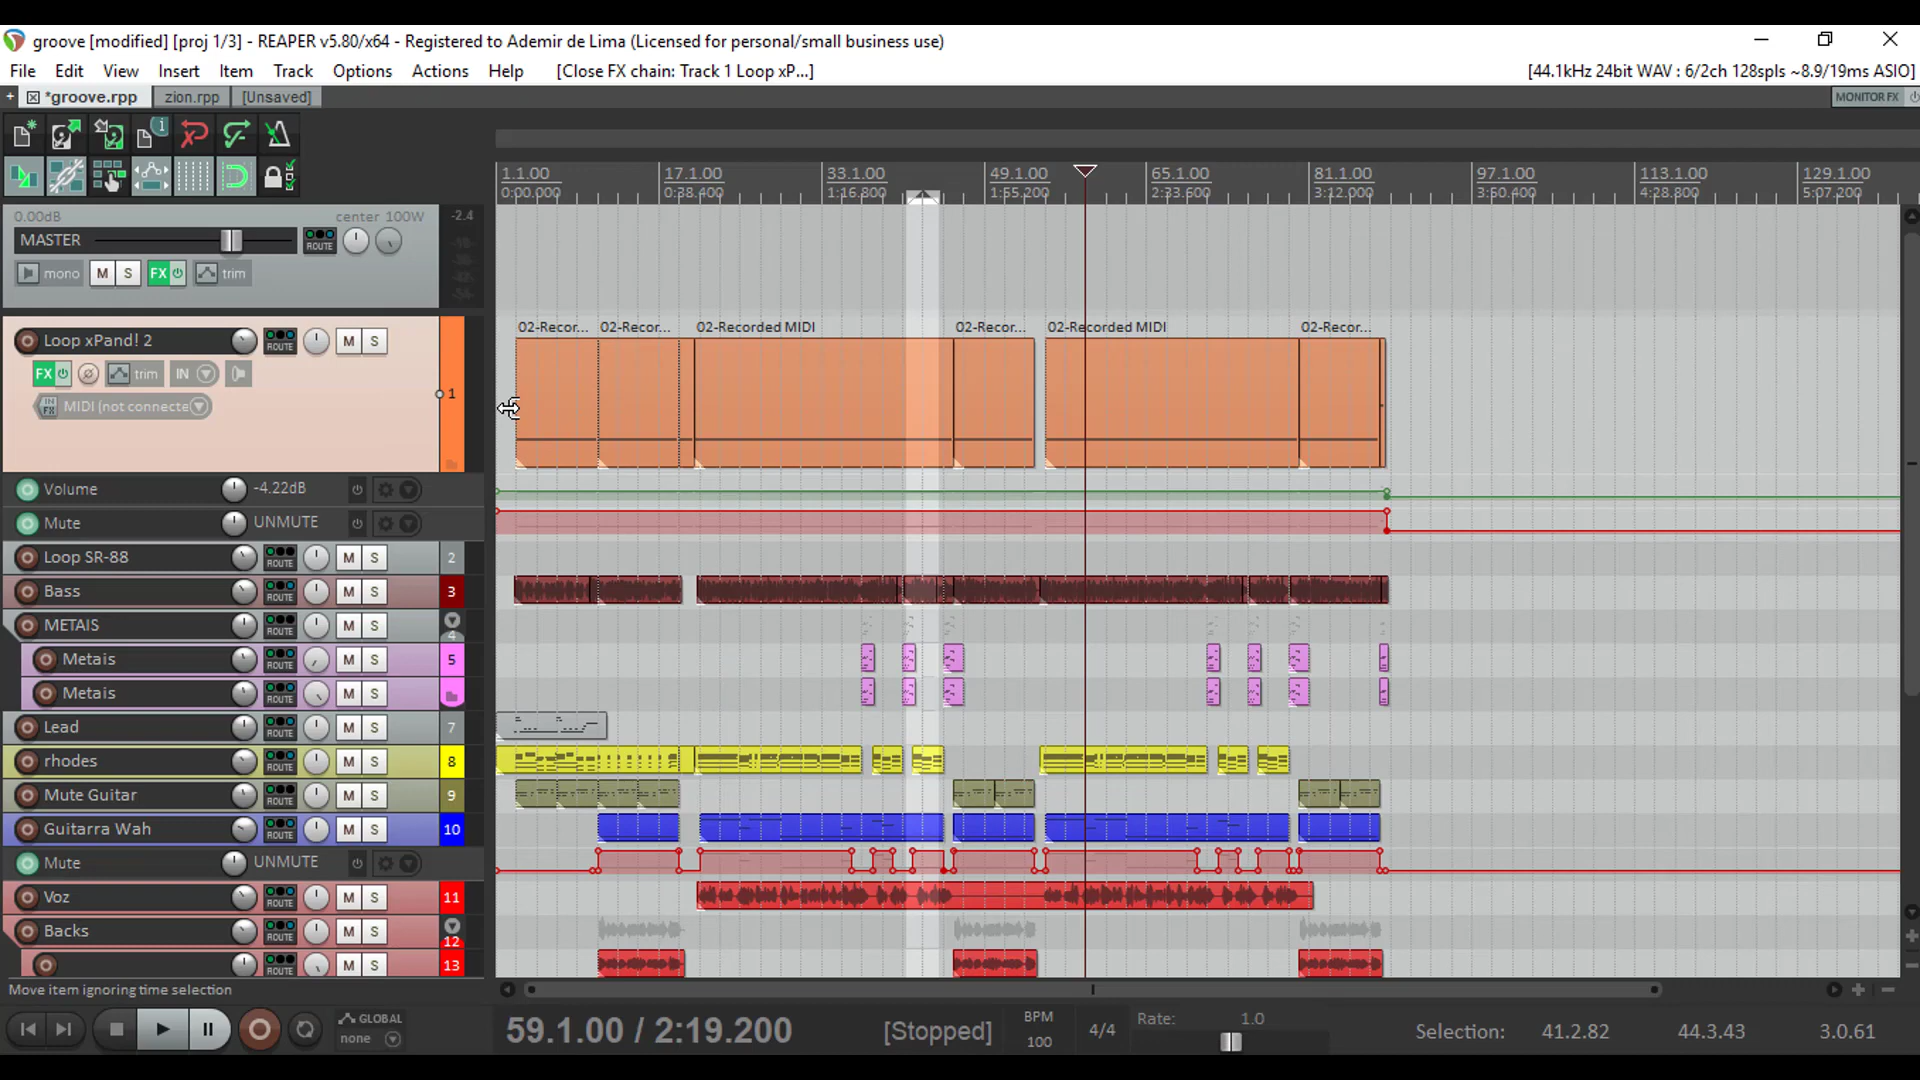 groove [modified] [proj 1/3] - REAPER v5.80/x64 - Registered to Ademir de Lima (Licensed for personal/small business use)
File Edit View Insert Item Track Options Actions Help [Close FX chain: Track 1 Loop xP...] [44.1kHz 24bit WAV : 6/2ch 128spls ~8.9/19ms ASIO]
+ *groove.rpp zion.rpp [Unsaved] MONITOR FX
1.1.00 17.1.00 33.1.00 49.1.00 65.1.00 81.1.00 97.1.00 113.1.00 129.1.00
0:00.000 0:38.400 1:16.800 1:55.200 2:33.600 3:12.000 3:50.400 4:28.800 5:07.200
0.00dB center 100W -2.4
MASTER ROUTE
mono M S FX trim
02-Recor... 02-Recor... 02-Recorded MIDI 02-Recor... 02-Recorded MIDI 02-Recor...
Loop xPand! 2 ROUTE M S
FX trim IN
1
IN FX MIDI (not connecte
Volume -4.22dB
Mute UNMUTE
Loop SR-88 ROUTE M S 2
Bass ROUTE M S 3
METAIS ROUTE M S 4
Metais ROUTE M S 5
Metais ROUTE M S
Lead ROUTE M S 7
rhodes ROUTE M S 8
Mute Guitar ROUTE M S 9
Guitarra Wah ROUTE M S 10
Mute UNMUTE
Voz ROUTE M S 11
Backs ROUTE M S 12
ROUTE M S 13
Move item ignoring time selection
GLOBAL
none
59.1.00 / 2:19.200 [Stopped]
BPM
100
4/4
Rate: 1.0
Selection: 41.2.82 44.3.43 3.0.61